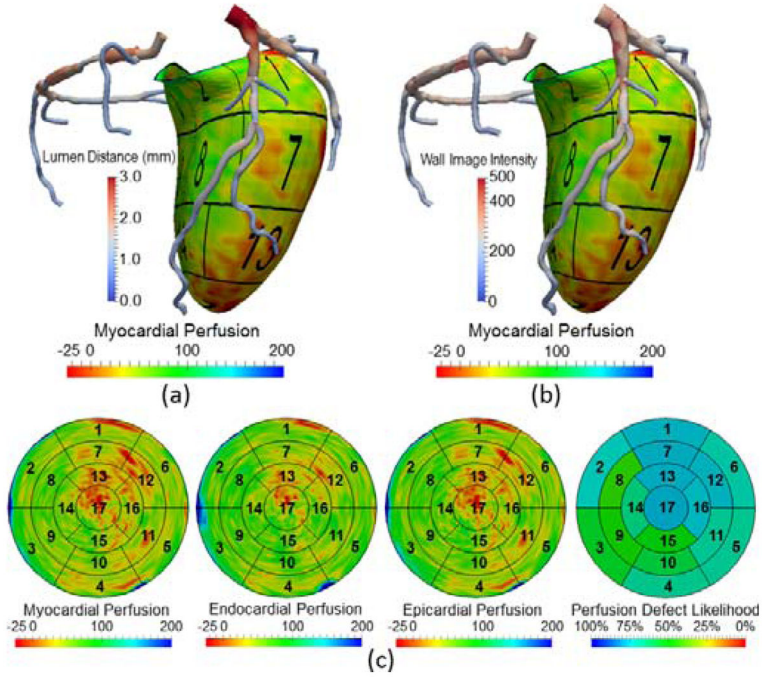 Lumen Distance (mm)
3.0
2.0
1.0
0.0
1
8
7
13
Myocardial Perfusion
-25 0 100 200
(a)
Wall Image Intensity
500
400
200
0
1
8
7
13
Myocardial Perfusion
-25 0 100 200
(b)
1
7
2 6
8 13 12
14 17 16
9 11
3 15 5
10
4
Myocardial Perfusion
-25 0 100 200
1
7
2 6
8 13 12
14 17 16
9 11
3 15 5
10
4
Endocardial Perfusion
-25 0 100 200
1
7
2 6
8 13 12
14 17 16
9 11
3 15 5
10
4
Epicardial Perfusion
-25 0 100 200
1
7
2 6
8 13 12
14 17 16
9 11
3 15 5
10
4
Perfusion Defect Likelihood
100% 75% 50% 25% 0%
(c)